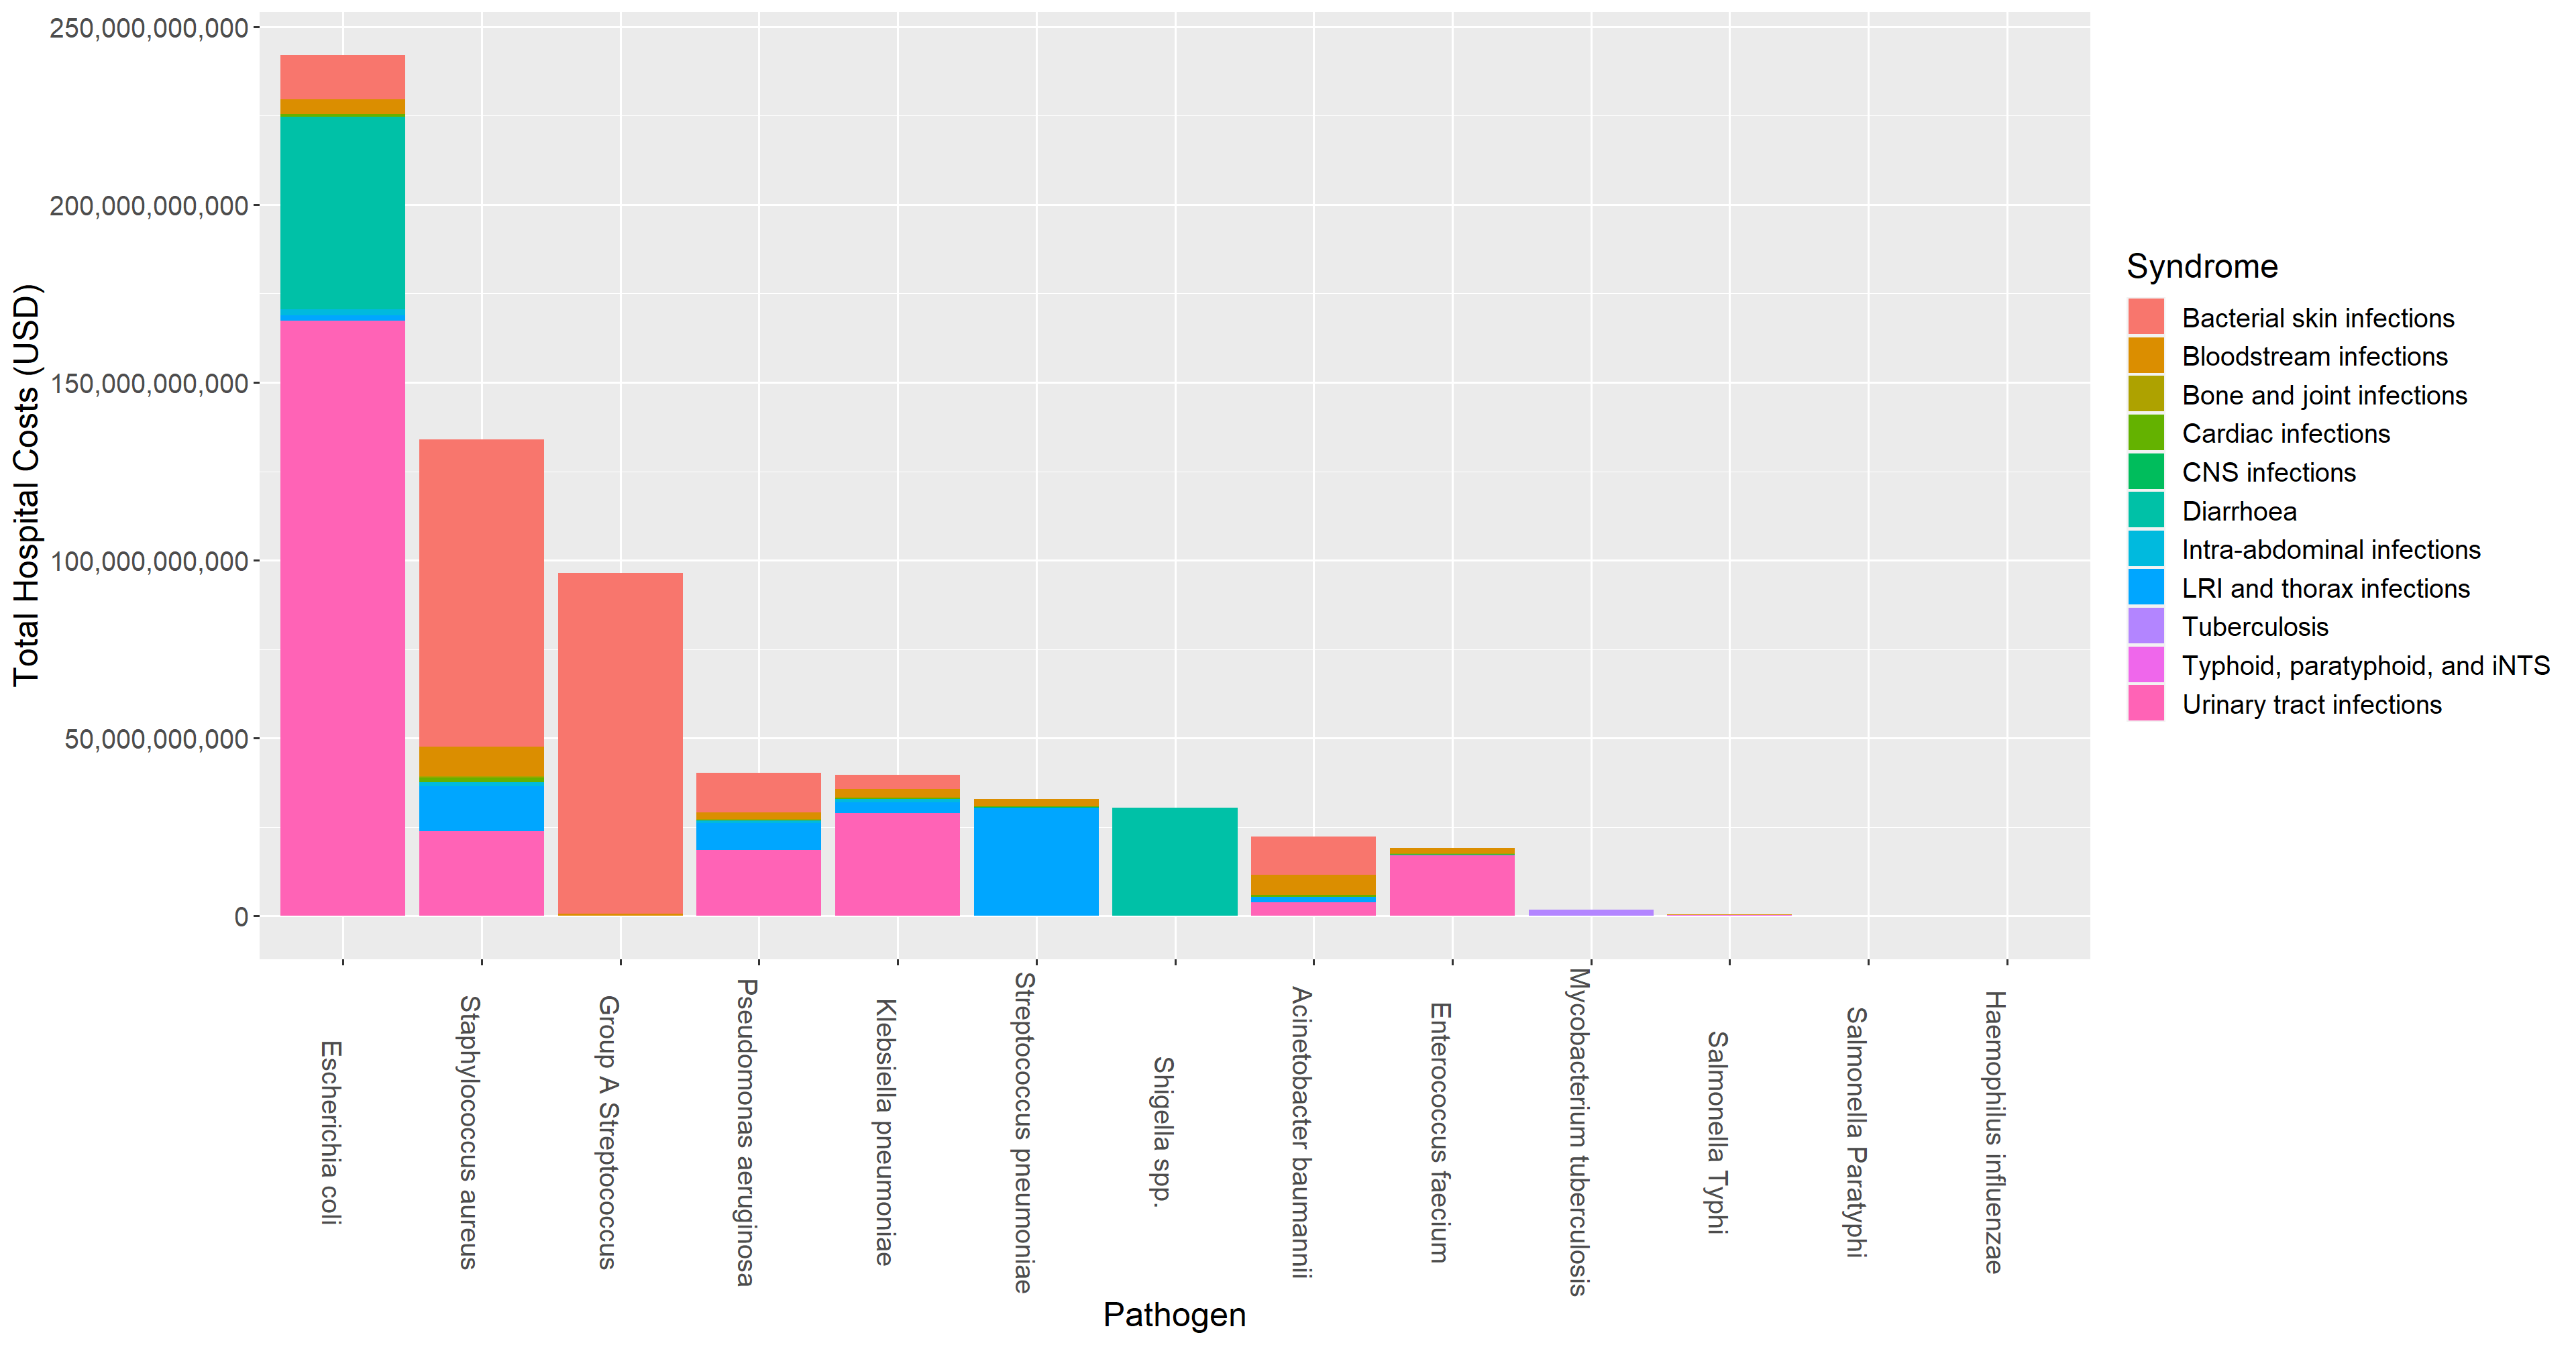 Total Hospital Costs (USD)
250,000,000,000
200,000,000,000
150,000,000,000
100,000,000,000
50,000,000,000
0
Escherichia coli
Staphylococcus aureus
Group A Streptococcus
Pseudomonas aeruginosa
Klebsiella pneumoniae
Streptococcus pneumoniae
Shigella spp.
Acinetobacter baumannii
Enterococcus faecium
Mycobacterium tuberculosis
Salmonella Typhi
Salmonella Paratyphi
Haemophilus influenzae
Pathogen
Syndrome
Bacterial skin infections
Bloodstream infections
Bone and joint infections
Cardiac infections
CNS infections
Diarrhoea
Intra-abdominal infections
LRI and thorax infections
Tuberculosis
Typhoid, paratyphoid, and iNTS
Urinary tract infections